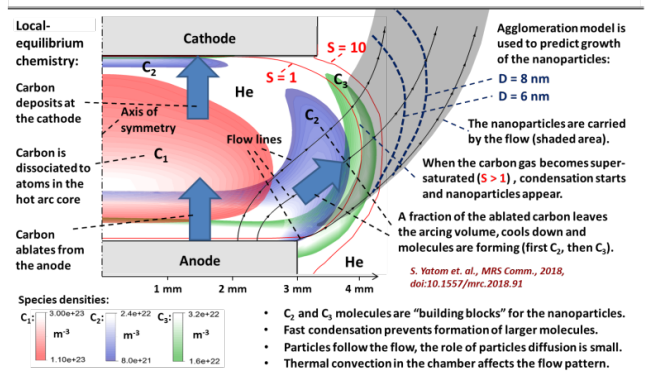 Local-
equilibrium
chemistry:
Carbon
deposits at
the cathode
Carbon is
dissociated to
atoms in the
hot arc core
Carbon
ablates from
the anode
Cathode
C₂
Axis of
symmetry
C₁
He
S = 1
S = 10
C₃
C₂
Flow lines
Anode
He
1 mm 2 mm 3 mm 4 mm
Agglomeration model is
used to predict growth
of the nanoparticles:
D = 8 nm
D = 6 nm
The nanoparticles are carried
by the flow (shaded area).
When the carbon gas becomes super-
saturated (S > 1) , condensation starts
and nanoparticles appear.
A fraction of the ablated carbon leaves
the arcing volume, cools down and
molecules are forming (first C₂, then C₃).
S. Yatom et. al., MRS Comm., 2018,
doi:10.1557/mrc.2018.91
Species densities:
C₁: 3.00e+23 C₂: 2.4e+22 C₃: 3.2e+22
m⁻³ m⁻³ m⁻³
1.10e+23 8.0e+21 1.6e+22
• C₂ and C₃ molecules are “building blocks” for the nanoparticles.
• Fast condensation prevents formation of larger molecules.
• Particles follow the flow, the role of particles diffusion is small.
• Thermal convection in the chamber affects the flow pattern.